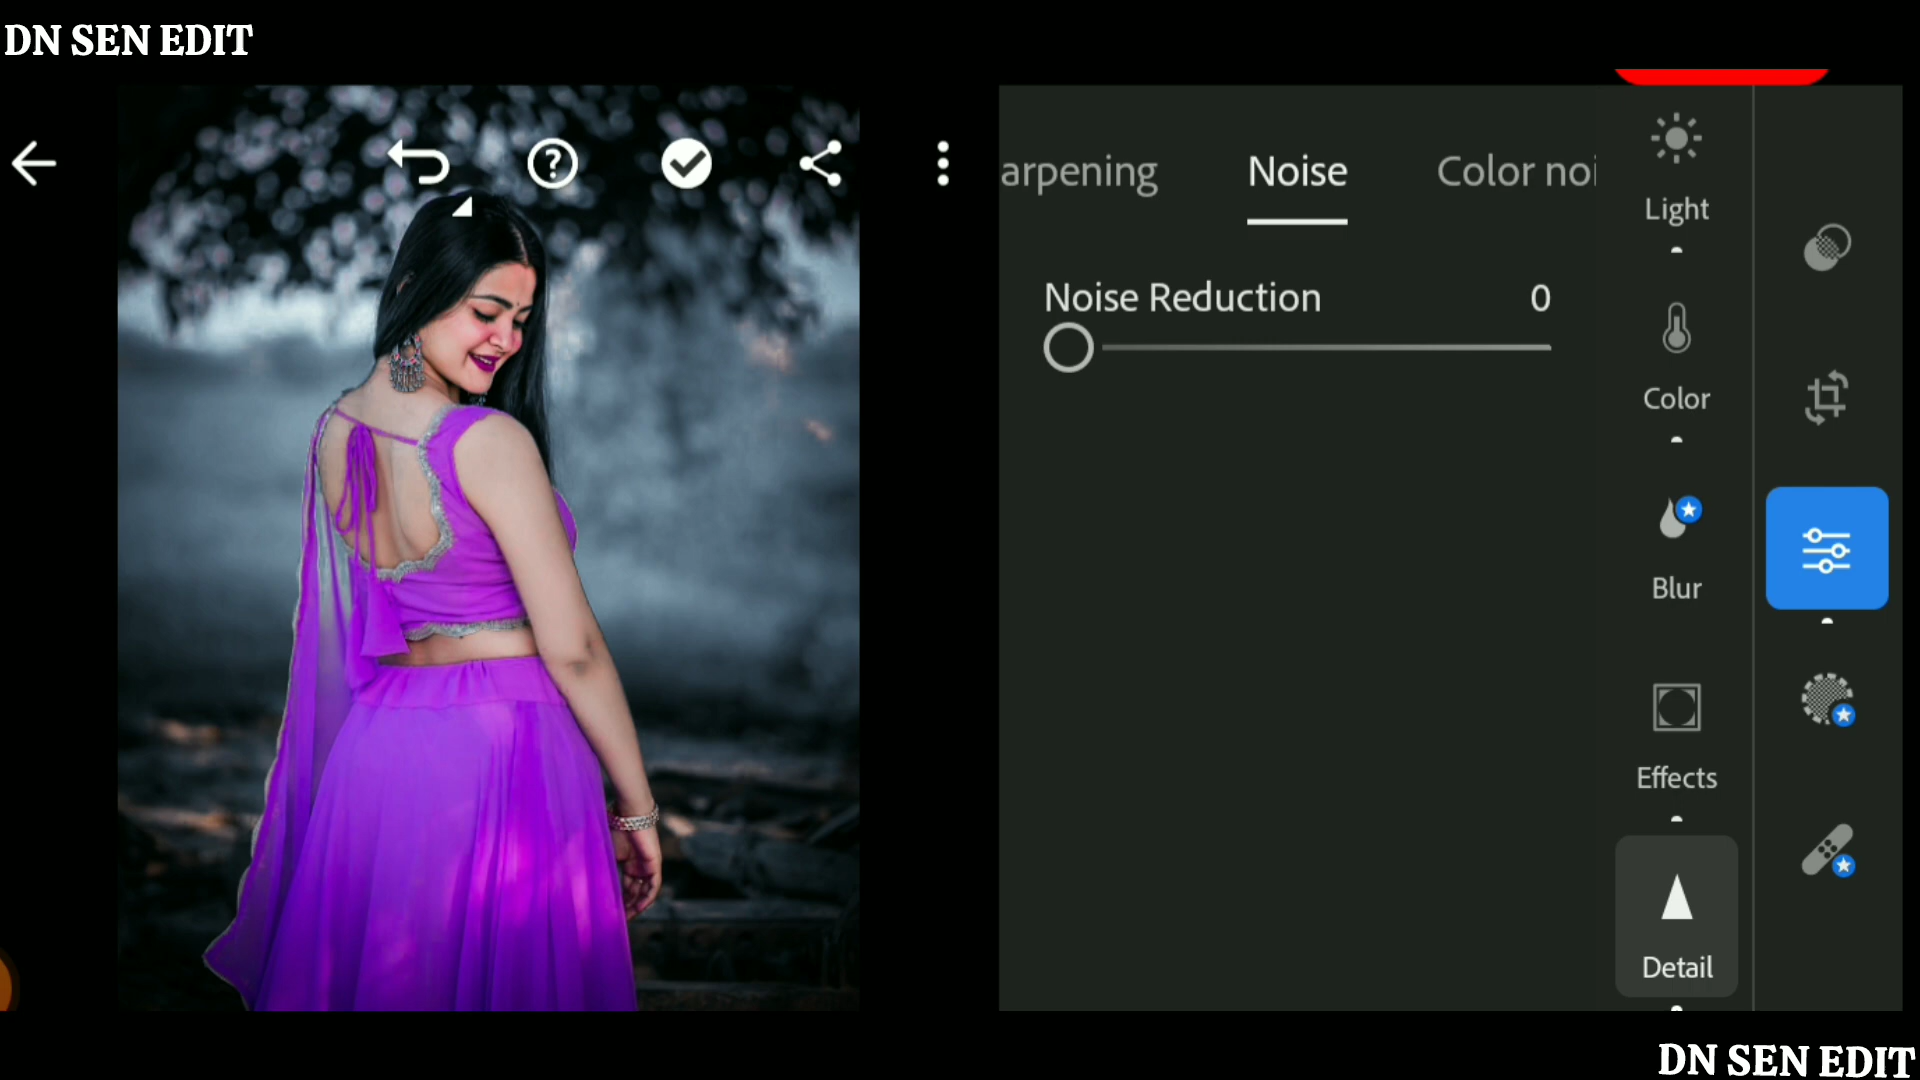 DN SEN EDIT
arpening Noise Color noi
Noise Reduction 0
Light
Color
Blur
Effects
Detail
DN SEN EDIT